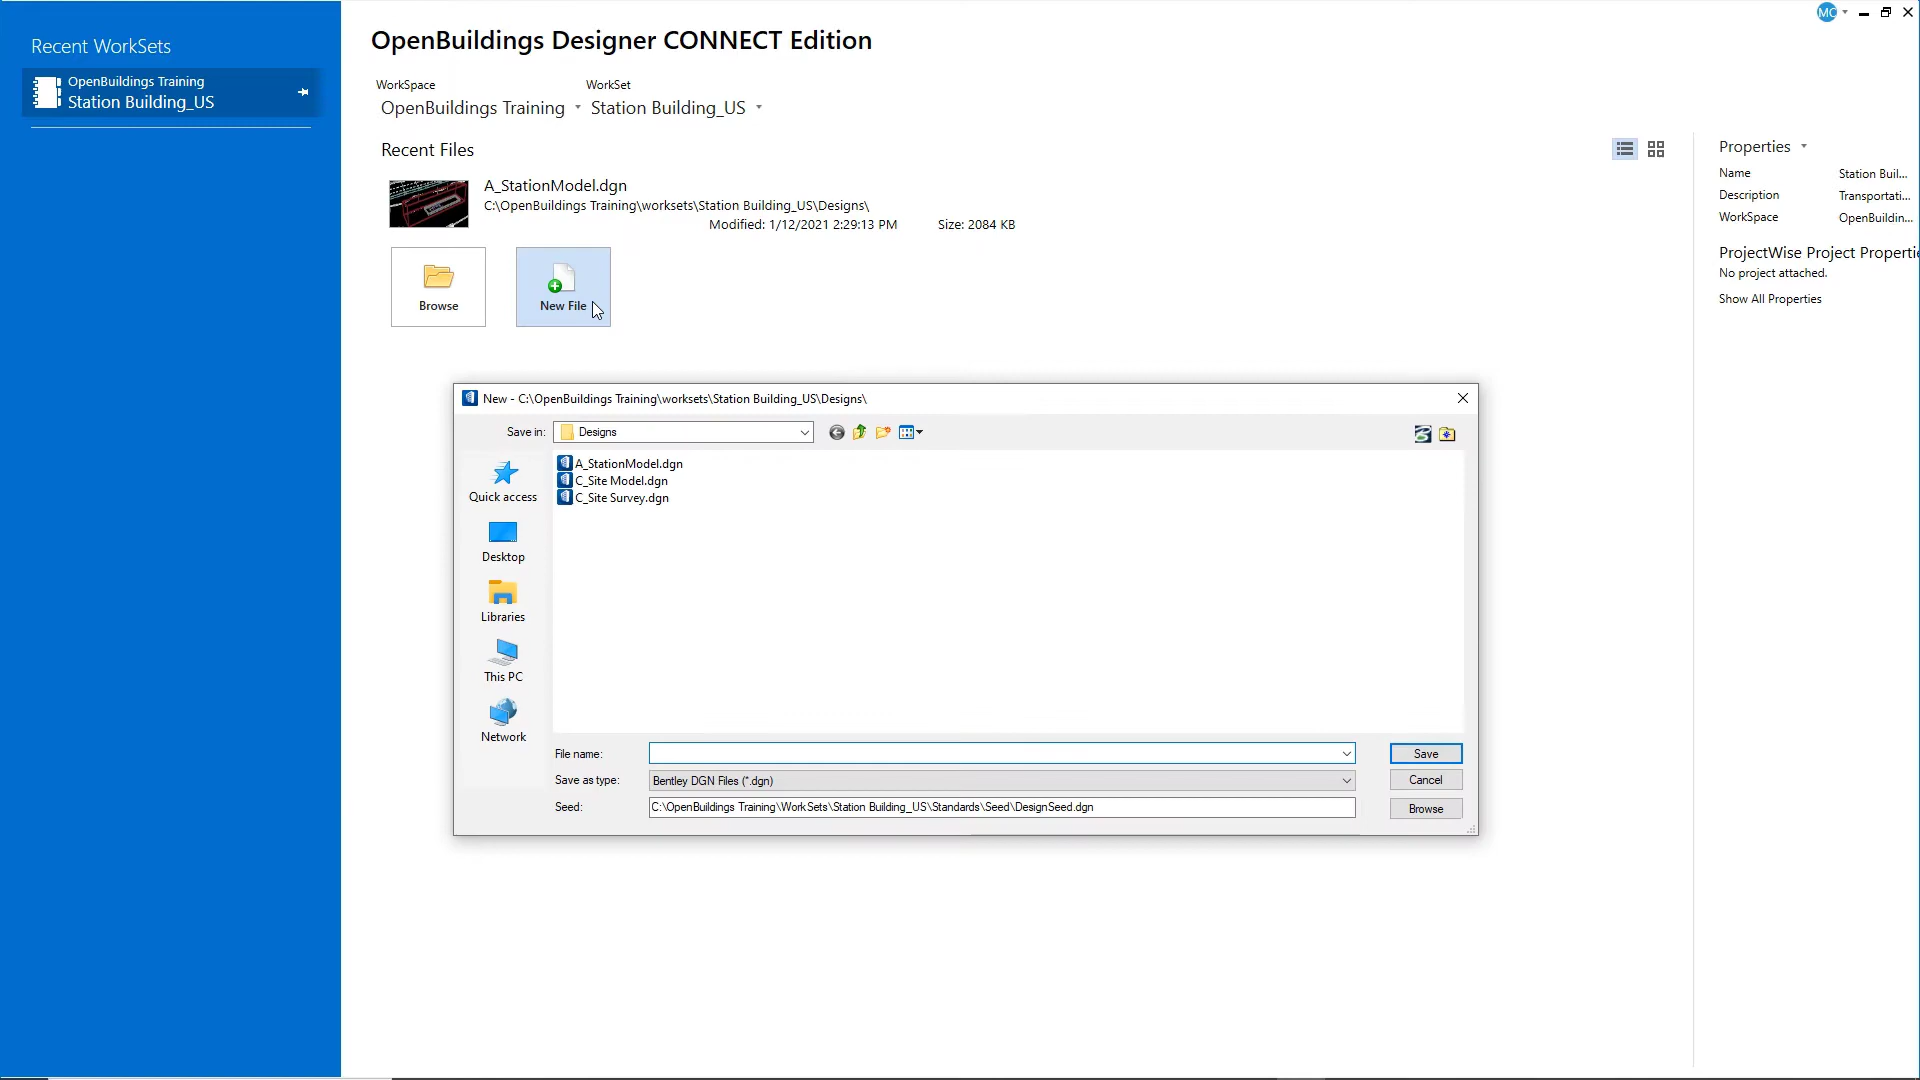 MC
Recent WorkSets
OpenBuildings Training
Station Building_US
OpenBuildings Designer CONNECT Edition
WorkSpace
WorkSet
OpenBuildings Training
Station Building_US
Recent Files
A_StationModel.dgn
C:\OpenBuildings Training\worksets\Station Building_US\Designs\
Modified: 1/12/2021 2:29:13 PM
Size: 2084 KB
Browse
New File
Properties
Name
Station Buil...
Description
Transportati...
WorkSpace
OpenBuildin...
ProjectWise Project Properti
No project attached.
Show All Properties
New - C:\OpenBuildings Training\worksets\Station Building_US\Designs\
Save in:
Designs
Quick access
Desktop
Libraries
This PC
Network
A_StationModel.dgn
C_Site Model.dgn
C_Site Survey.dgn
File name:
Save
Save as type:
Bentley DGN Files (*.dgn)
Cancel
Seed:
C:\OpenBuildings Training\WorkSets\Station Building_US\Standards\Seed\DesignSeed.dgn
Browse